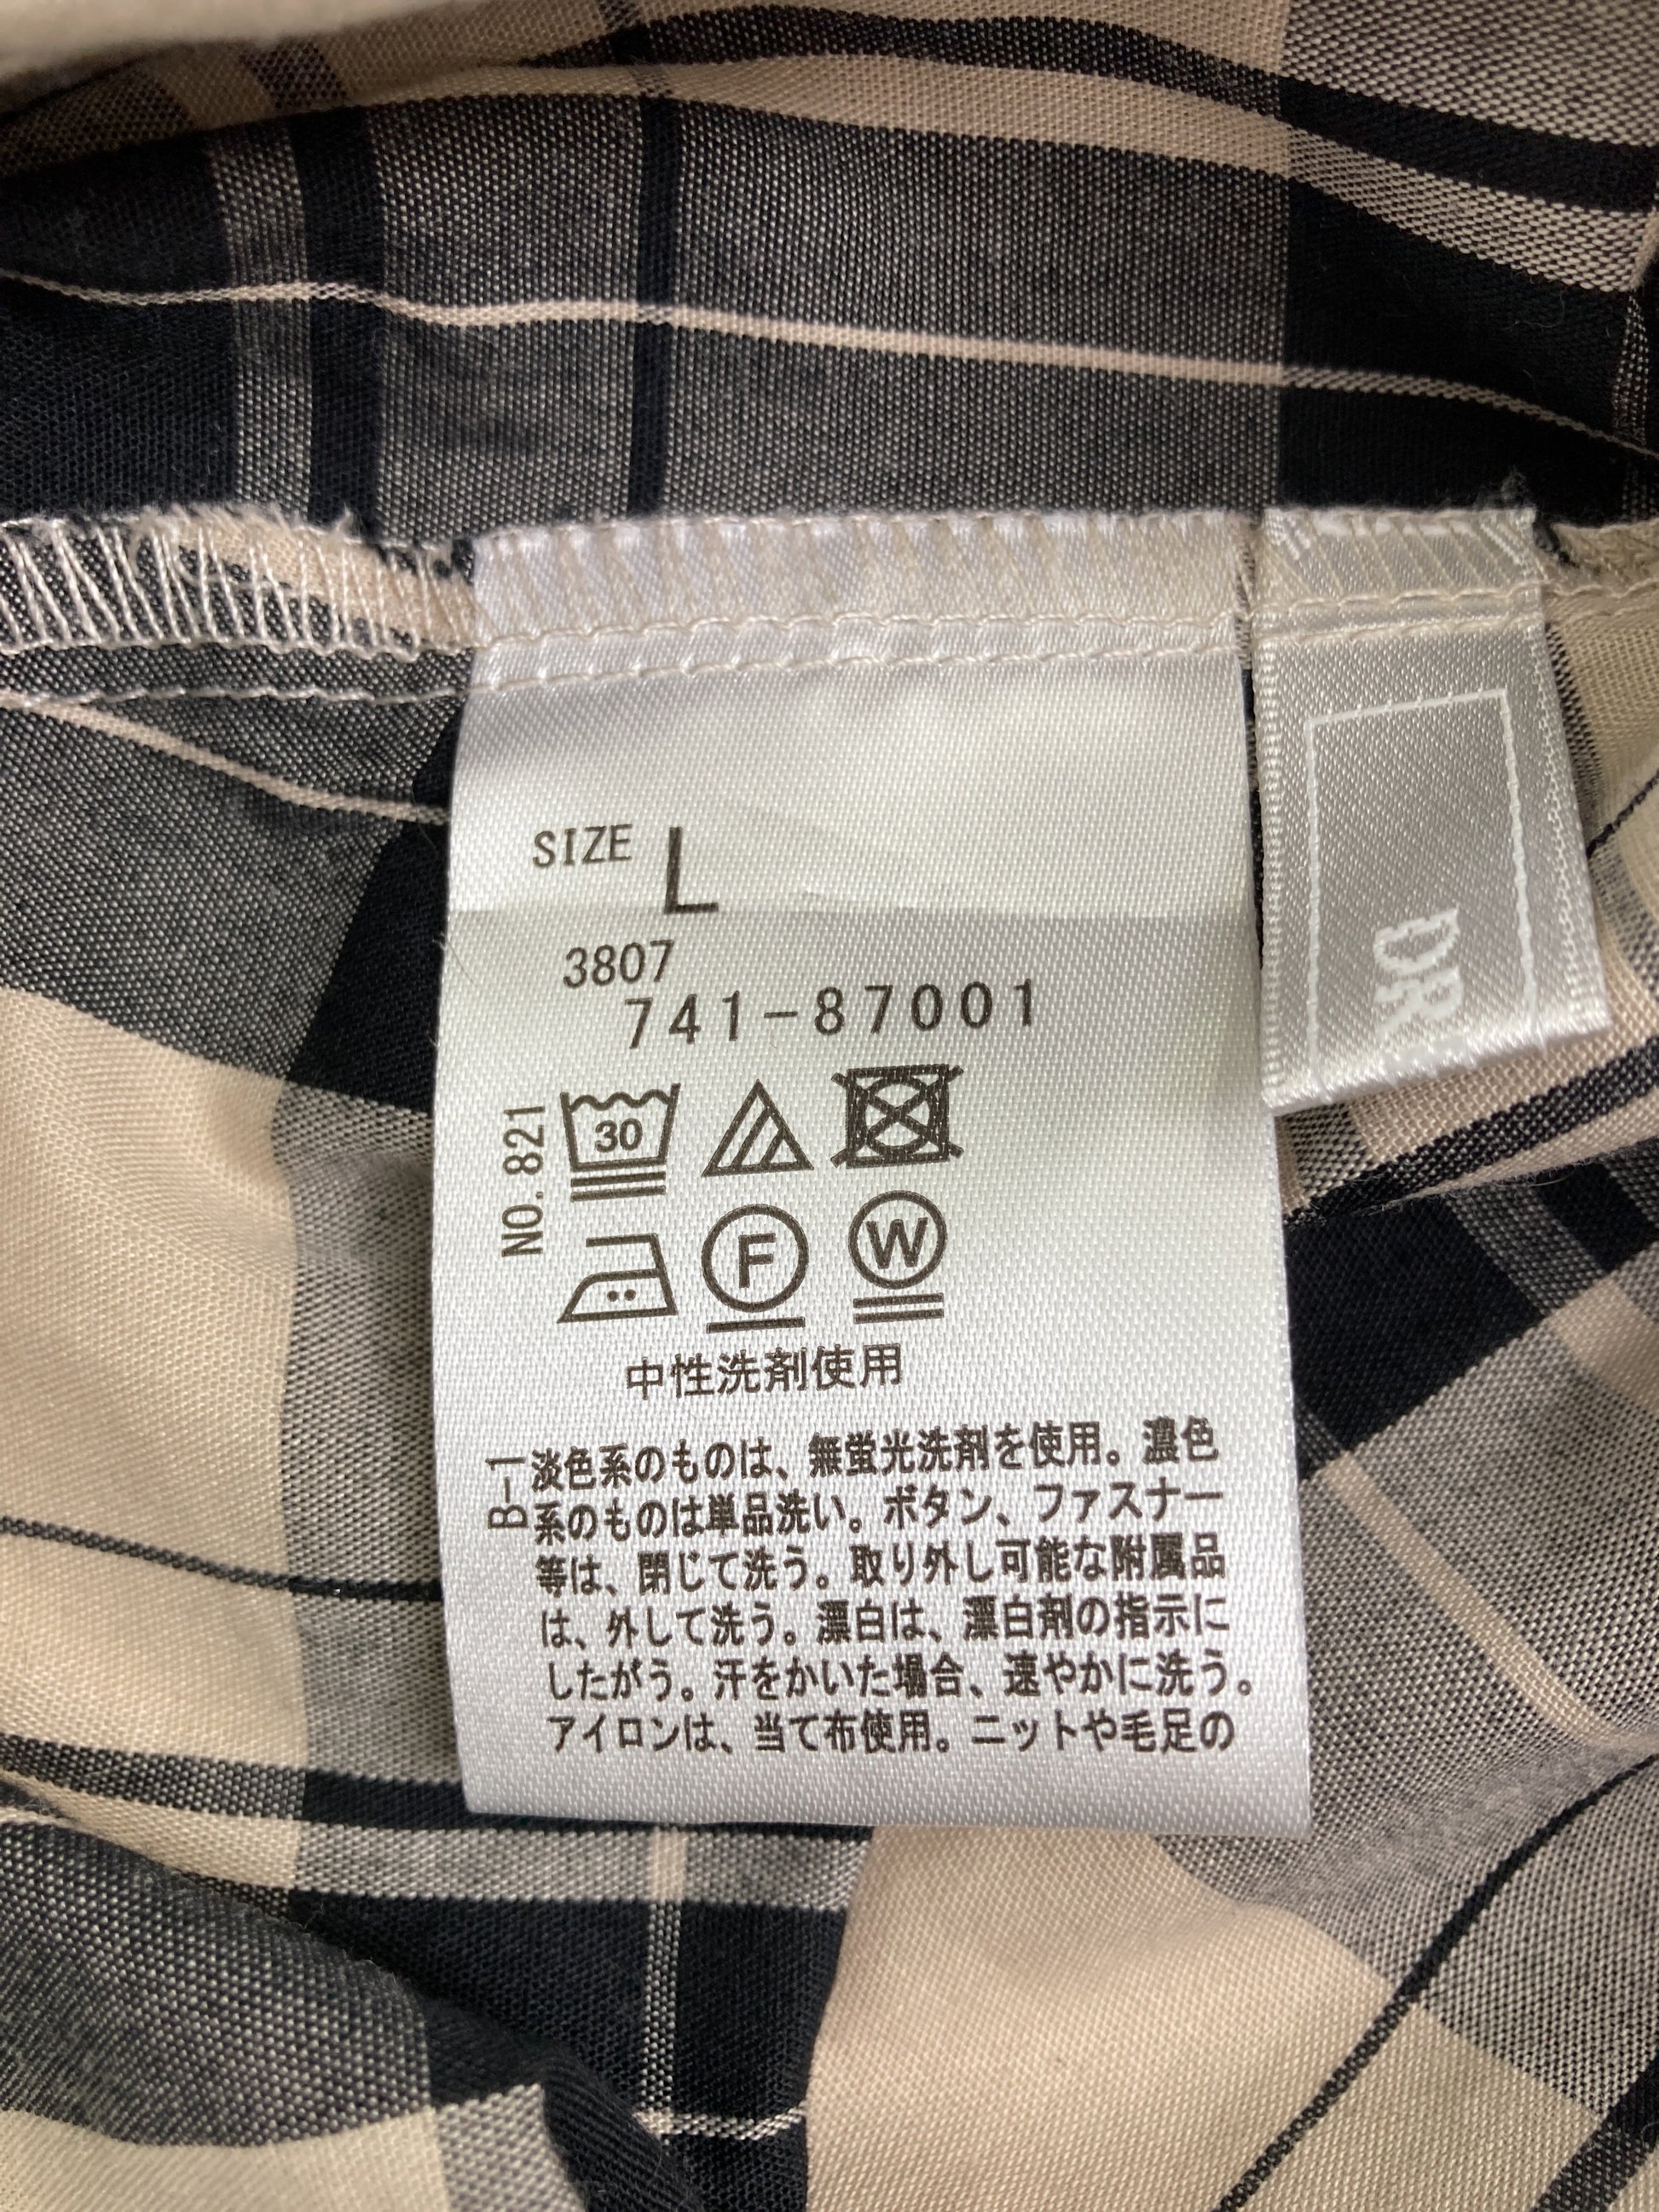 SIZE L
3807
741-87001
NO.821
30
F W
中性洗剤使用
B-1
淡色系のものは、無蛍光洗剤を使用。濃色
系のものは単品洗い。ボタン、ファスナー
等は、閉じて洗う。取り外し可能な附属品
は、外して洗う。漂白は、漂白剤の指示に
したがう。汗をかいた場合、速やかに洗う。
アイロンは、当て布使用。ニットや毛足の
DR